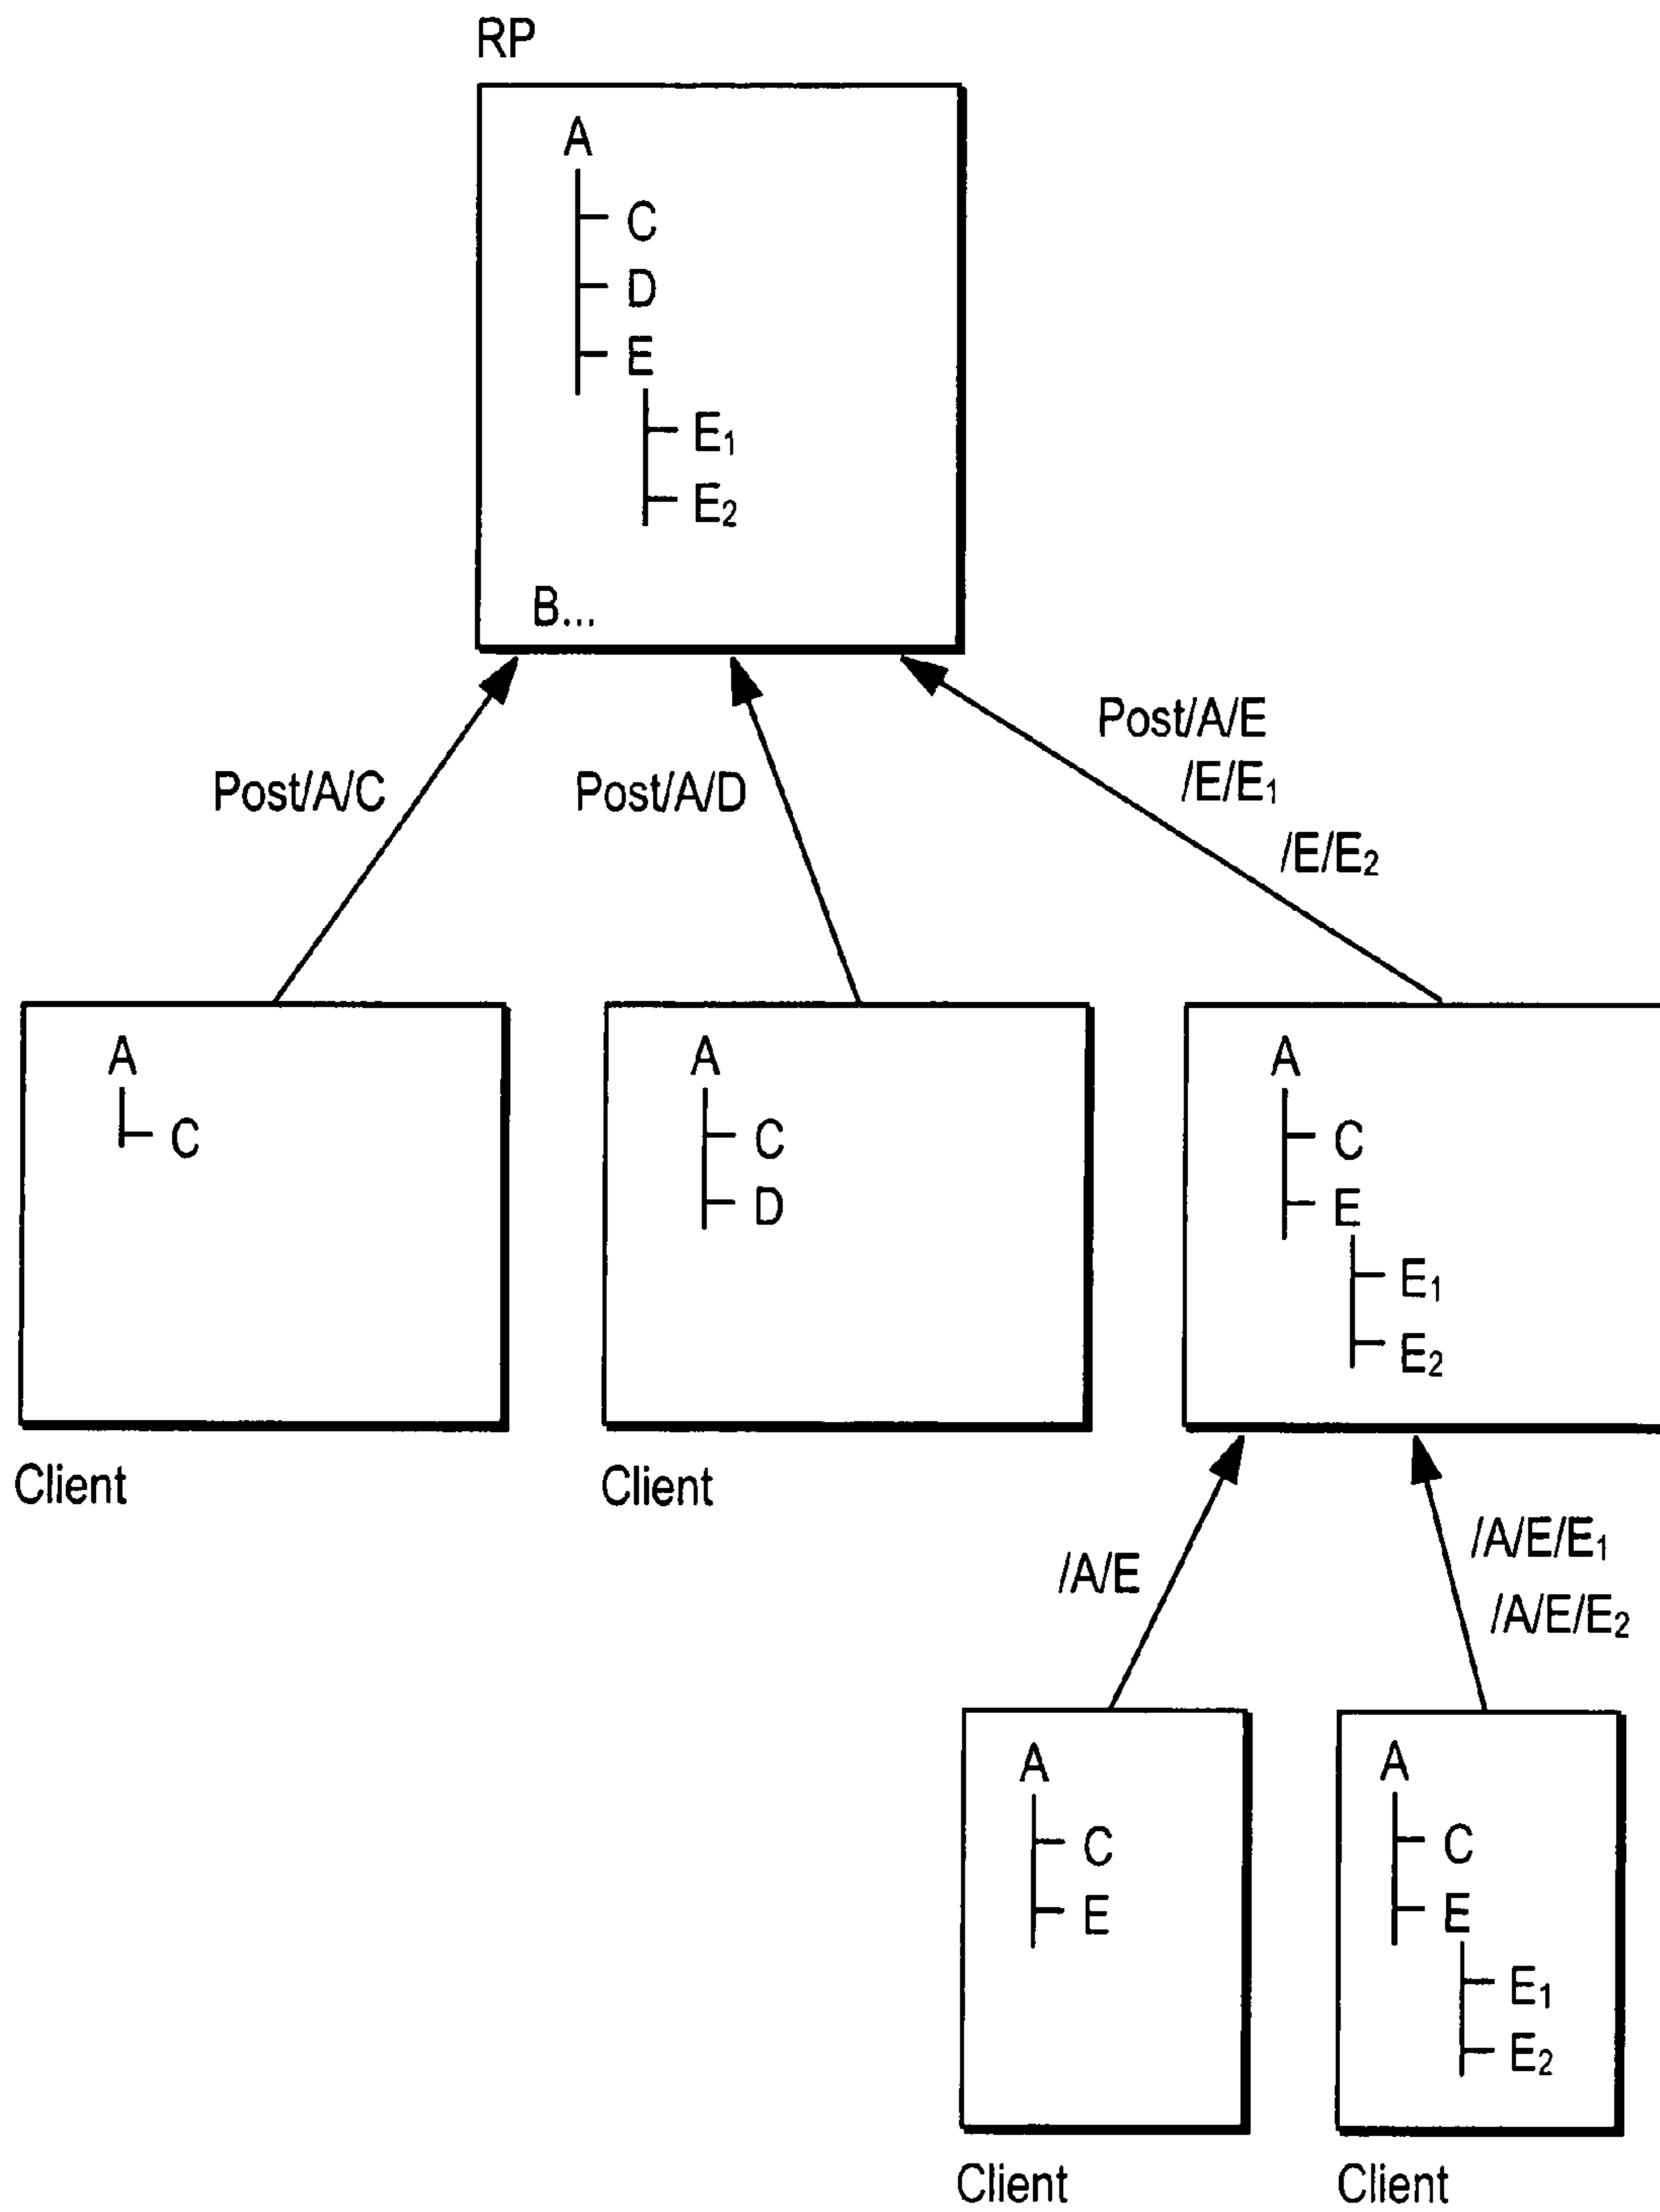 RP
A
C
D
E
E₁
E₂
B...
Post/A/C
Post/A/D
Post/A/E
/E/E₁
/E/E₂
A
C
Client
A
C
D
Client
A
C
E
E₁
E₂
/A/E
/A/E/E₁
/A/E/E₂
A
C
E
Client
A
C
E
E₁
E₂
Client